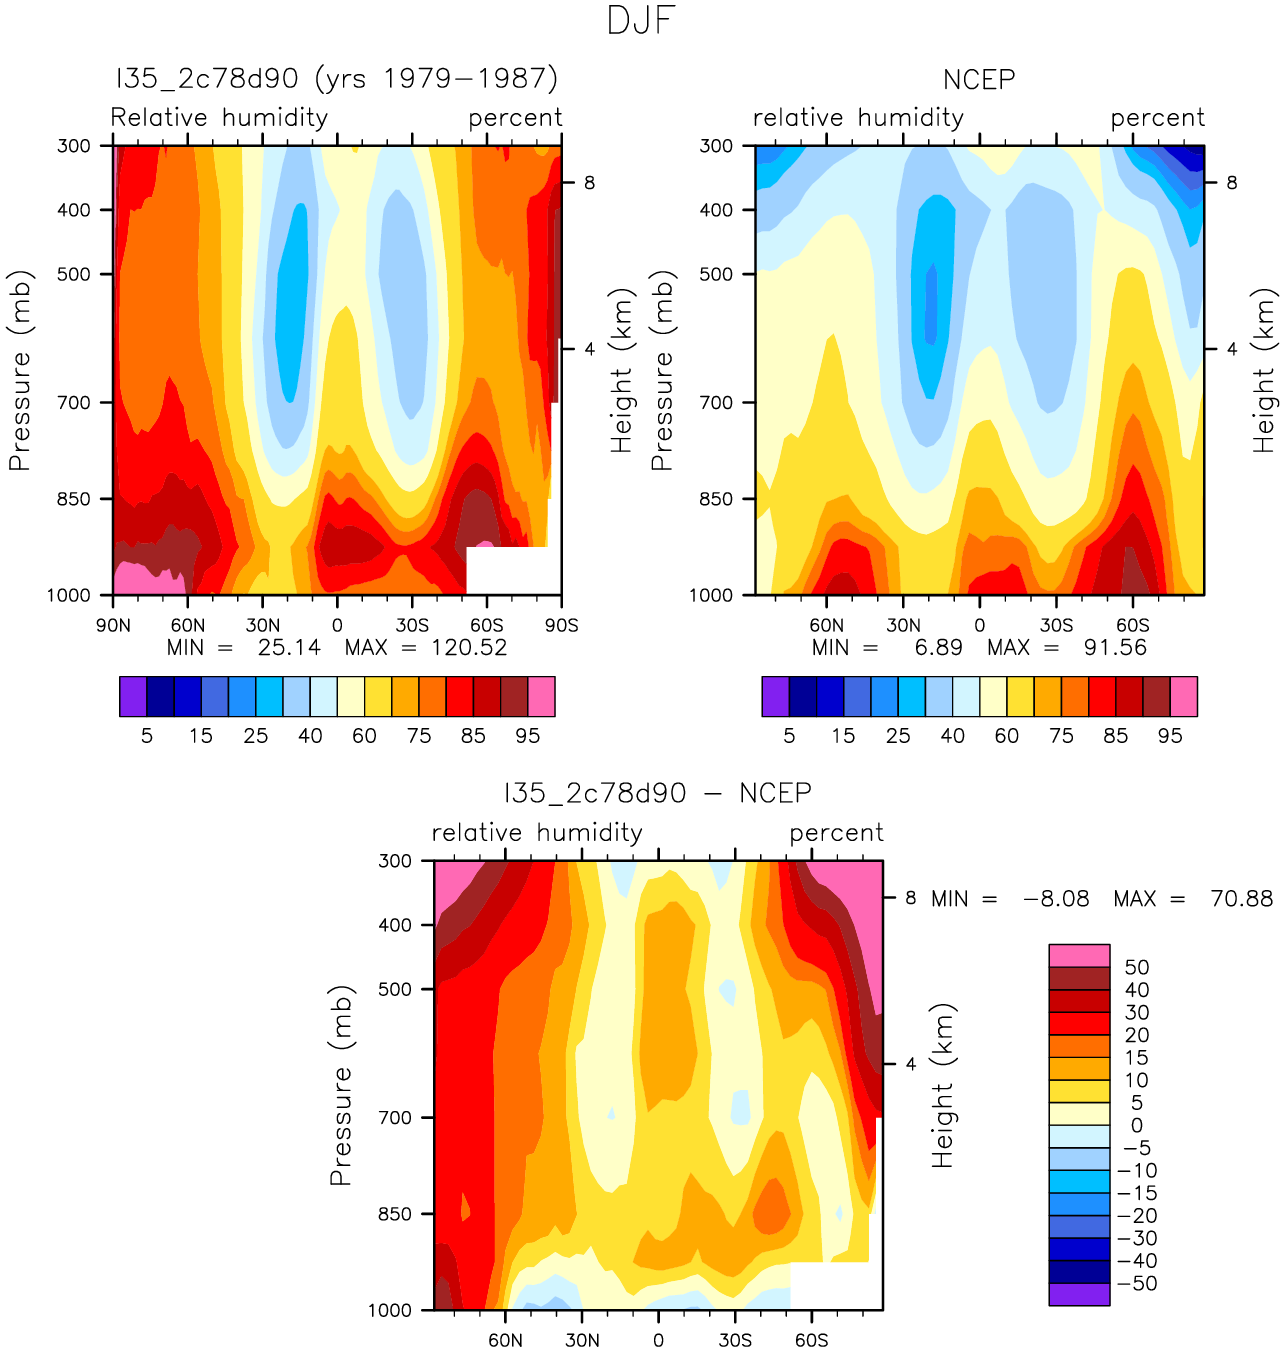 DJF
I35_2c78d90 (yrs 1979−1987)
Relative humidity percent
300
400
500
700
850
1000
Pressure (mb)
8
4
Height (km)
90N 60N 30N 0 30S 60S 90S
MIN = 25.14 MAX = 120.52
5 15 25 40 60 75 85 95
NCEP
relative humidity percent
300
400
500
700
850
1000
Pressure (mb)
8
4
Height (km)
60N 30N 0 30S 60S
MIN = 6.89 MAX = 91.56
5 15 25 40 60 75 85 95
I35_2c78d90 − NCEP
relative humidity percent
300
400
500
700
850
1000
Pressure (mb)
8
4
Height (km)
60N 30N 0 30S 60S
MIN = −8.08 MAX = 70.88
50
40
30
20
15
10
5
0
−5
−10
−15
−20
−30
−40
−50